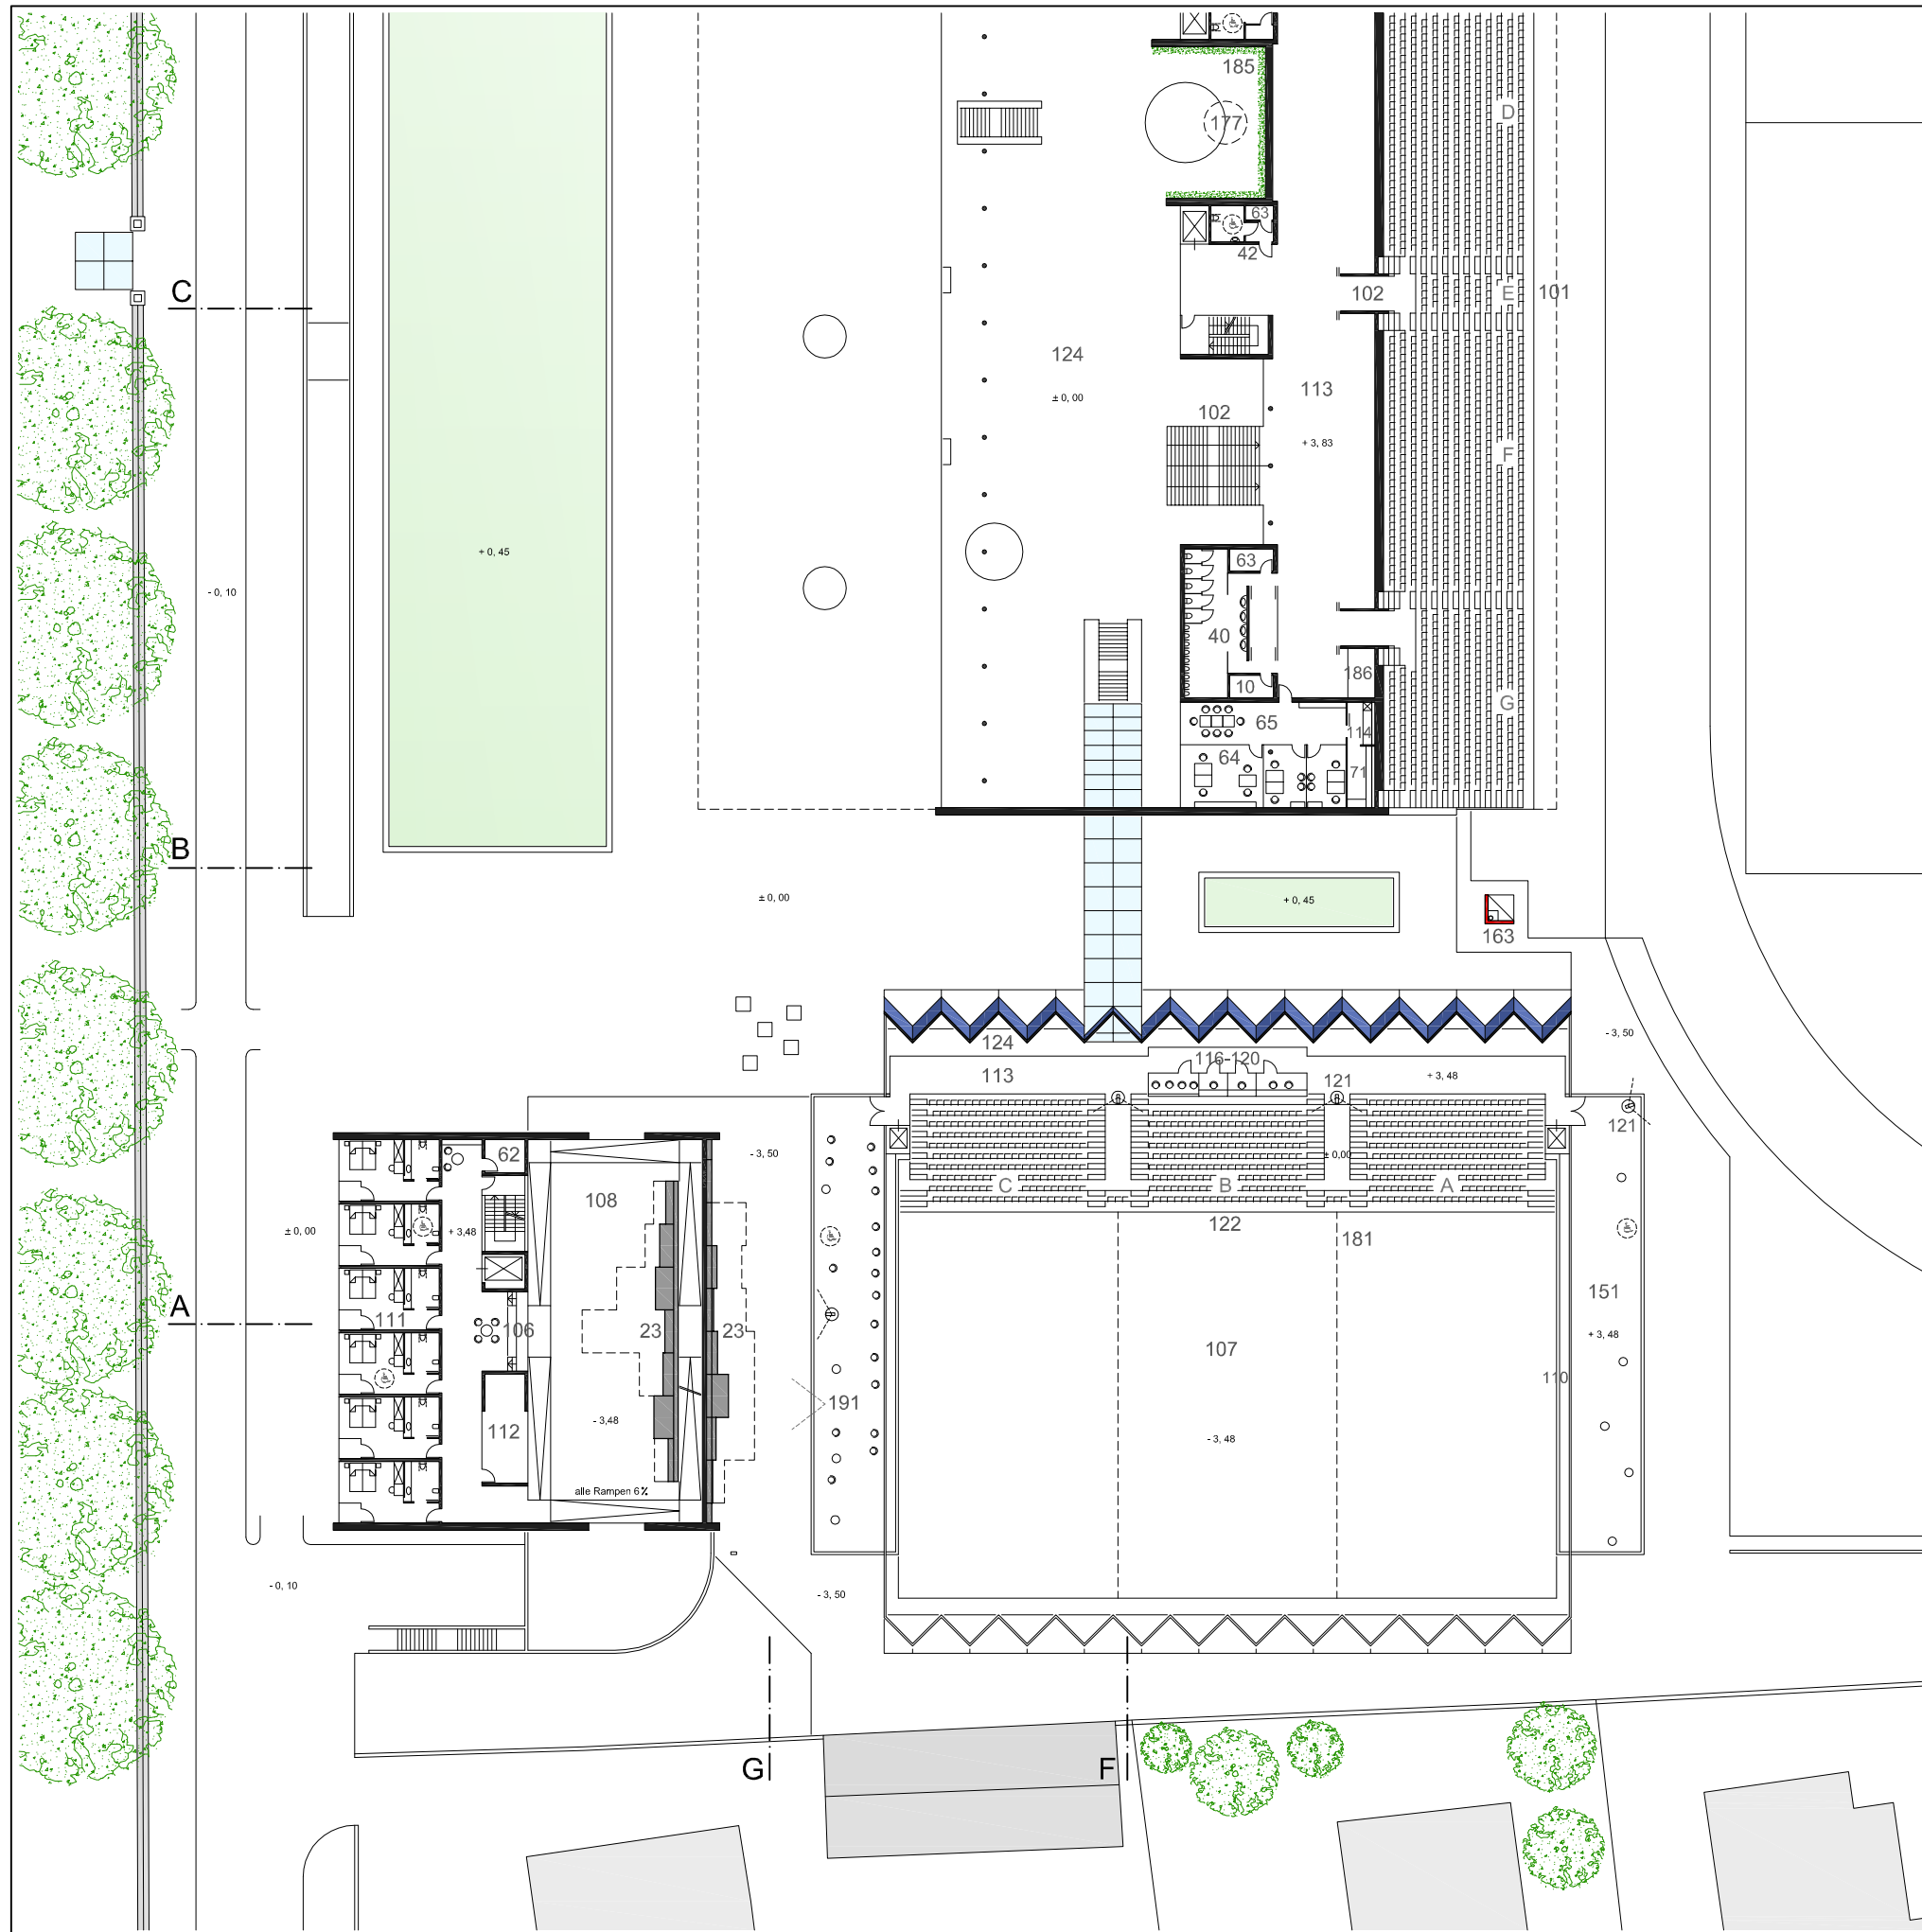 185
D
177
63
42
C
102
E
101
124
113
± 0, 00
102
+ 3, 83
F
+ 0, 45
63
- 0, 10
40
186
10
G
65
114
64
71
B
± 0, 00
+ 0, 45
163
- 3, 50
124
116-120
113
121
+ 3, 48
121
62
- 3, 50
± 0,00
C
B
A
108
122
± 0, 00
+ 3,48
181
A
151
111
106
23
23
+ 3, 48
107
110
191
- 3,48
112
- 3, 48
alle Rampen 6%
- 0, 10
- 3, 50
G
F